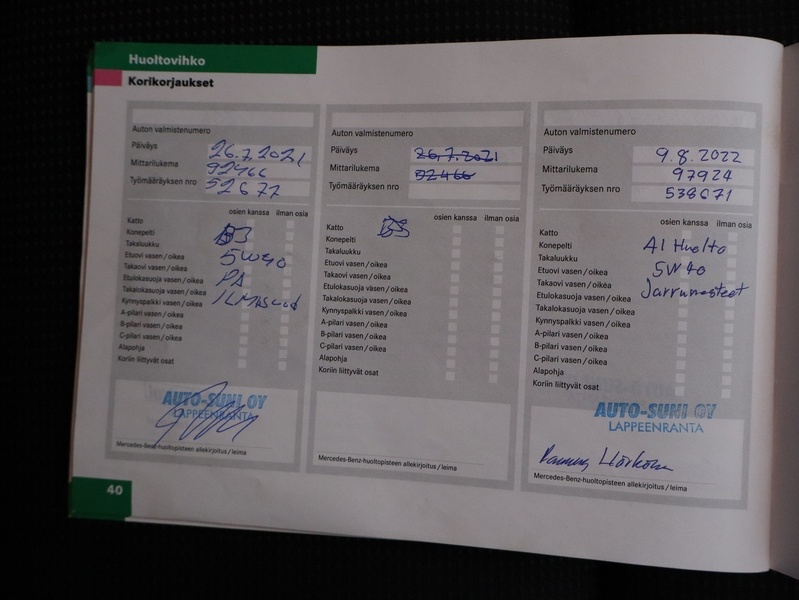 Huoltovihko
Korikorjaukset
Auton valmistenumero
Päiväys 26.7.2021
Mittarilukema 92466
Työmääräyksen nro 52677
osien kanssa ilman osia
Katto
Konepelti B3
Takaluukku
Etuovi vasen/oikea 5W40
Takaovi vasen/oikea
Etulokasuoja vasen/oikea PA
Takalokasuoja vasen/oikea
Kynnyspalkki vasen/oikea
A-pilari vasen/oikea
B-pilari vasen/oikea
C-pilari vasen/oikea
Alapohja
Koriin liittyvät osat
AUTO-SUNI OY
LAPPEENRANTA
Mercedes-Benz-huoltopisteen allekirjoitus/leima
Auton valmistenumero
Päiväys 26.7.2021
Mittarilukema 92466
Työmääräyksen nro
osien kanssa ilman osia
Katto
Konepelti
Takaluukku
Etuovi vasen/oikea
Takaovi vasen/oikea
Etulokasuoja vasen/oikea
Takalokasuoja vasen/oikea
Kynnyspalkki vasen/oikea
A-pilari vasen/oikea
B-pilari vasen/oikea
C-pilari vasen/oikea
Alapohja
Koriin liittyvät osat
Mercedes-Benz-huoltopisteen allekirjoitus/leima
Auton valmistenumero
Päiväys 9.8.2022
Mittarilukema 97924
Työmääräyksen nro 538671
osien kanssa ilman osia
Katto
Konepelti A1 Huolto
Takaluukku
Etuovi vasen/oikea 5W40
Takaovi vasen/oikea Jarrunesteet
Etulokasuoja vasen/oikea
Takalokasuoja vasen/oikea
Kynnyspalkki vasen/oikea
A-pilari vasen/oikea
B-pilari vasen/oikea
C-pilari vasen/oikea
Alapohja
Koriin liittyvät osat
AUTO-SUNI OY
LAPPEENRANTA
Mercedes-Benz-huoltopisteen allekirjoitus/leima
40